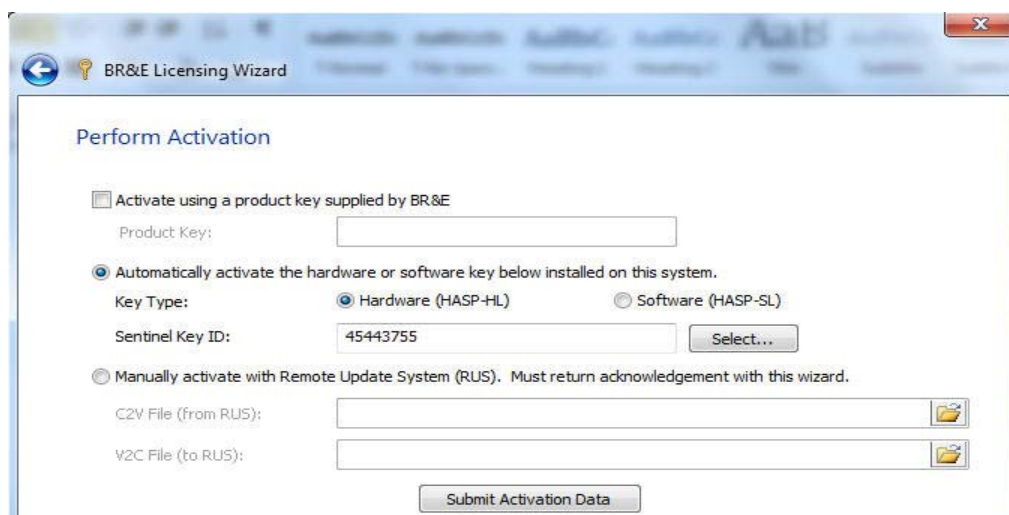 BR&E Licensing Wizard
Perform Activation
Activate using a product key supplied by BR&E
Product Key:
Automatically activate the hardware or software key below installed on this system.
Key Type: Hardware (HASP-HL) Software (HASP-SL)
Sentinel Key ID: 45443755 Select...
Manually activate with Remote Update System (RUS). Must return acknowledgement with this wizard.
C2V File (from RUS):
V2C File (to RUS):
Submit Activation Data